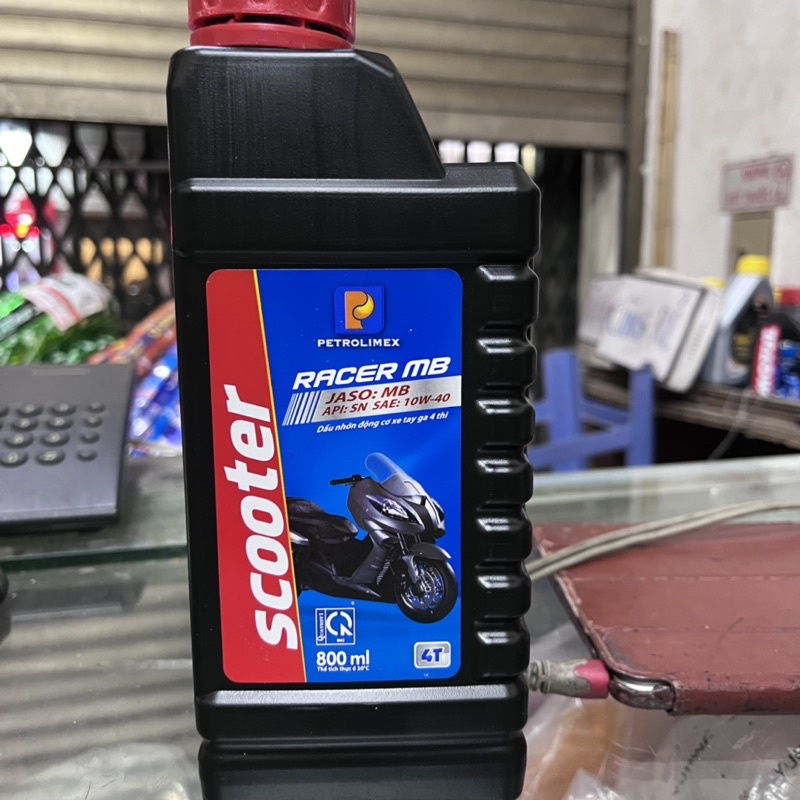 PETROLIMEX
RACER MB
JASO: MB
API: SN SAE: 10W-40
Dầu nhờn động cơ xe tay ga 4 thì
scooter
800 ml
Thể tích thực ở 20°C
4T
MOTUL